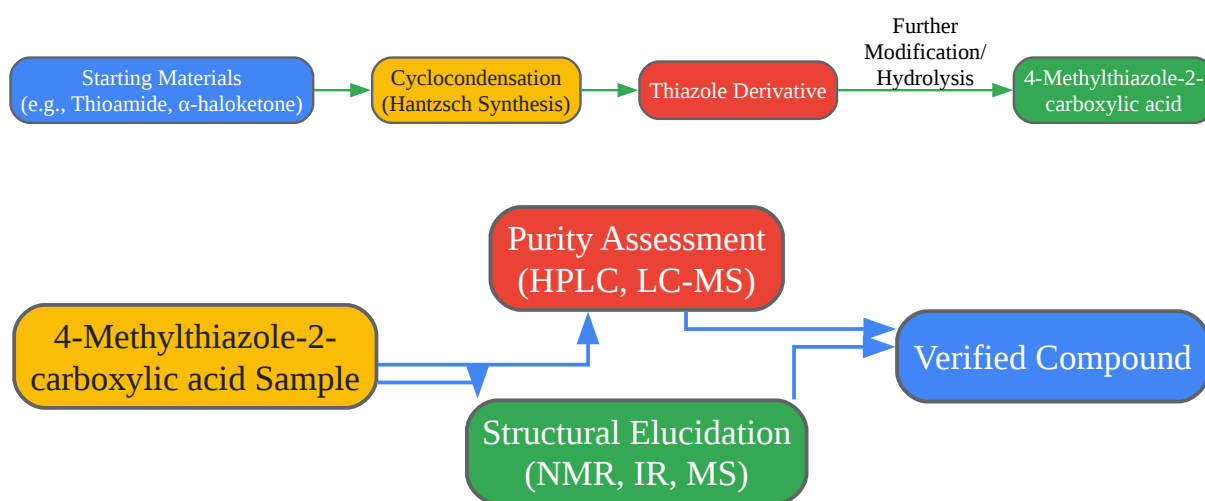 Starting Materials
(e.g., Thioamide, α-haloketone)
Cyclocondensation
(Hantzsch Synthesis)
Thiazole Derivative
Further
Modification/
Hydrolysis
4-Methylthiazole-2-
carboxylic acid
Purity Assessment
(HPLC, LC-MS)
4-Methylthiazole-2-
carboxylic acid Sample
Verified Compound
Structural Elucidation
(NMR, IR, MS)